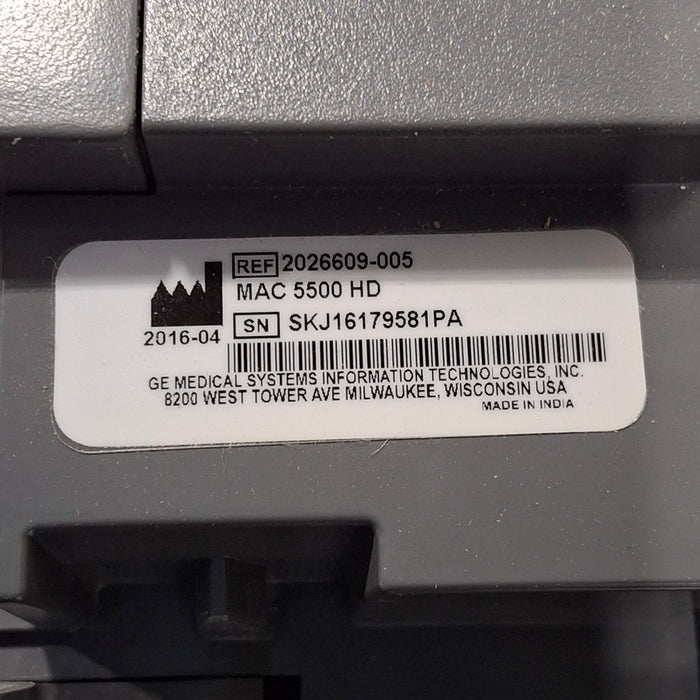 REF 2026609-005
MAC 5500 HD
2016-04
SN SKJ16179581PA
GE MEDICAL SYSTEMS INFORMATION TECHNOLOGIES, INC.
8200 WEST TOWER AVE MILWAUKEE, WISCONSIN USA
MADE IN INDIA